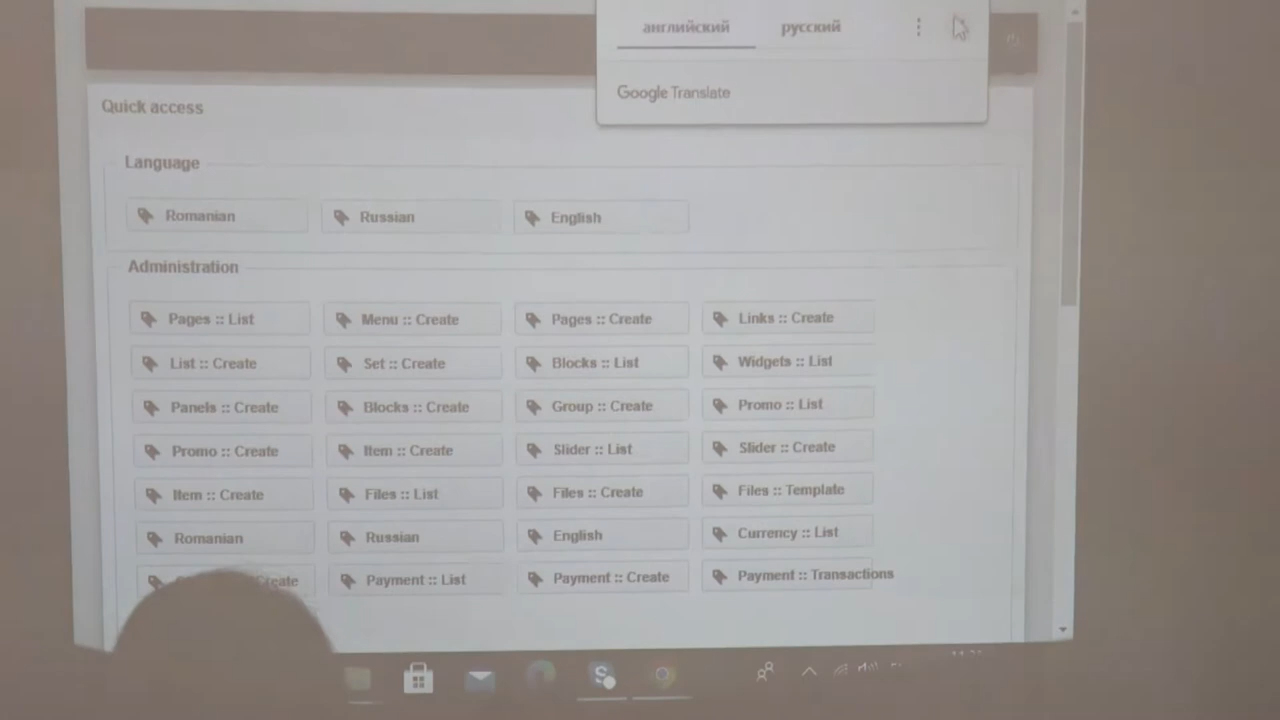 английский русский
Google Translate
Quick access
Language
Romanian Russian English
Administration
Pages :: List Menu :: Create Pages :: Create Links :: Create
List :: Create Set :: Create Blocks :: List Widgets :: List
Panels :: Create Blocks :: Create Group :: Create Promo :: List
Promo :: Create Item :: Create Slider :: List Slider :: Create
Item :: Create Files :: List Files :: Create Files :: Template
Romanian Russian English Currency :: List
Create Payment :: List Payment :: Create Payment :: Transactions